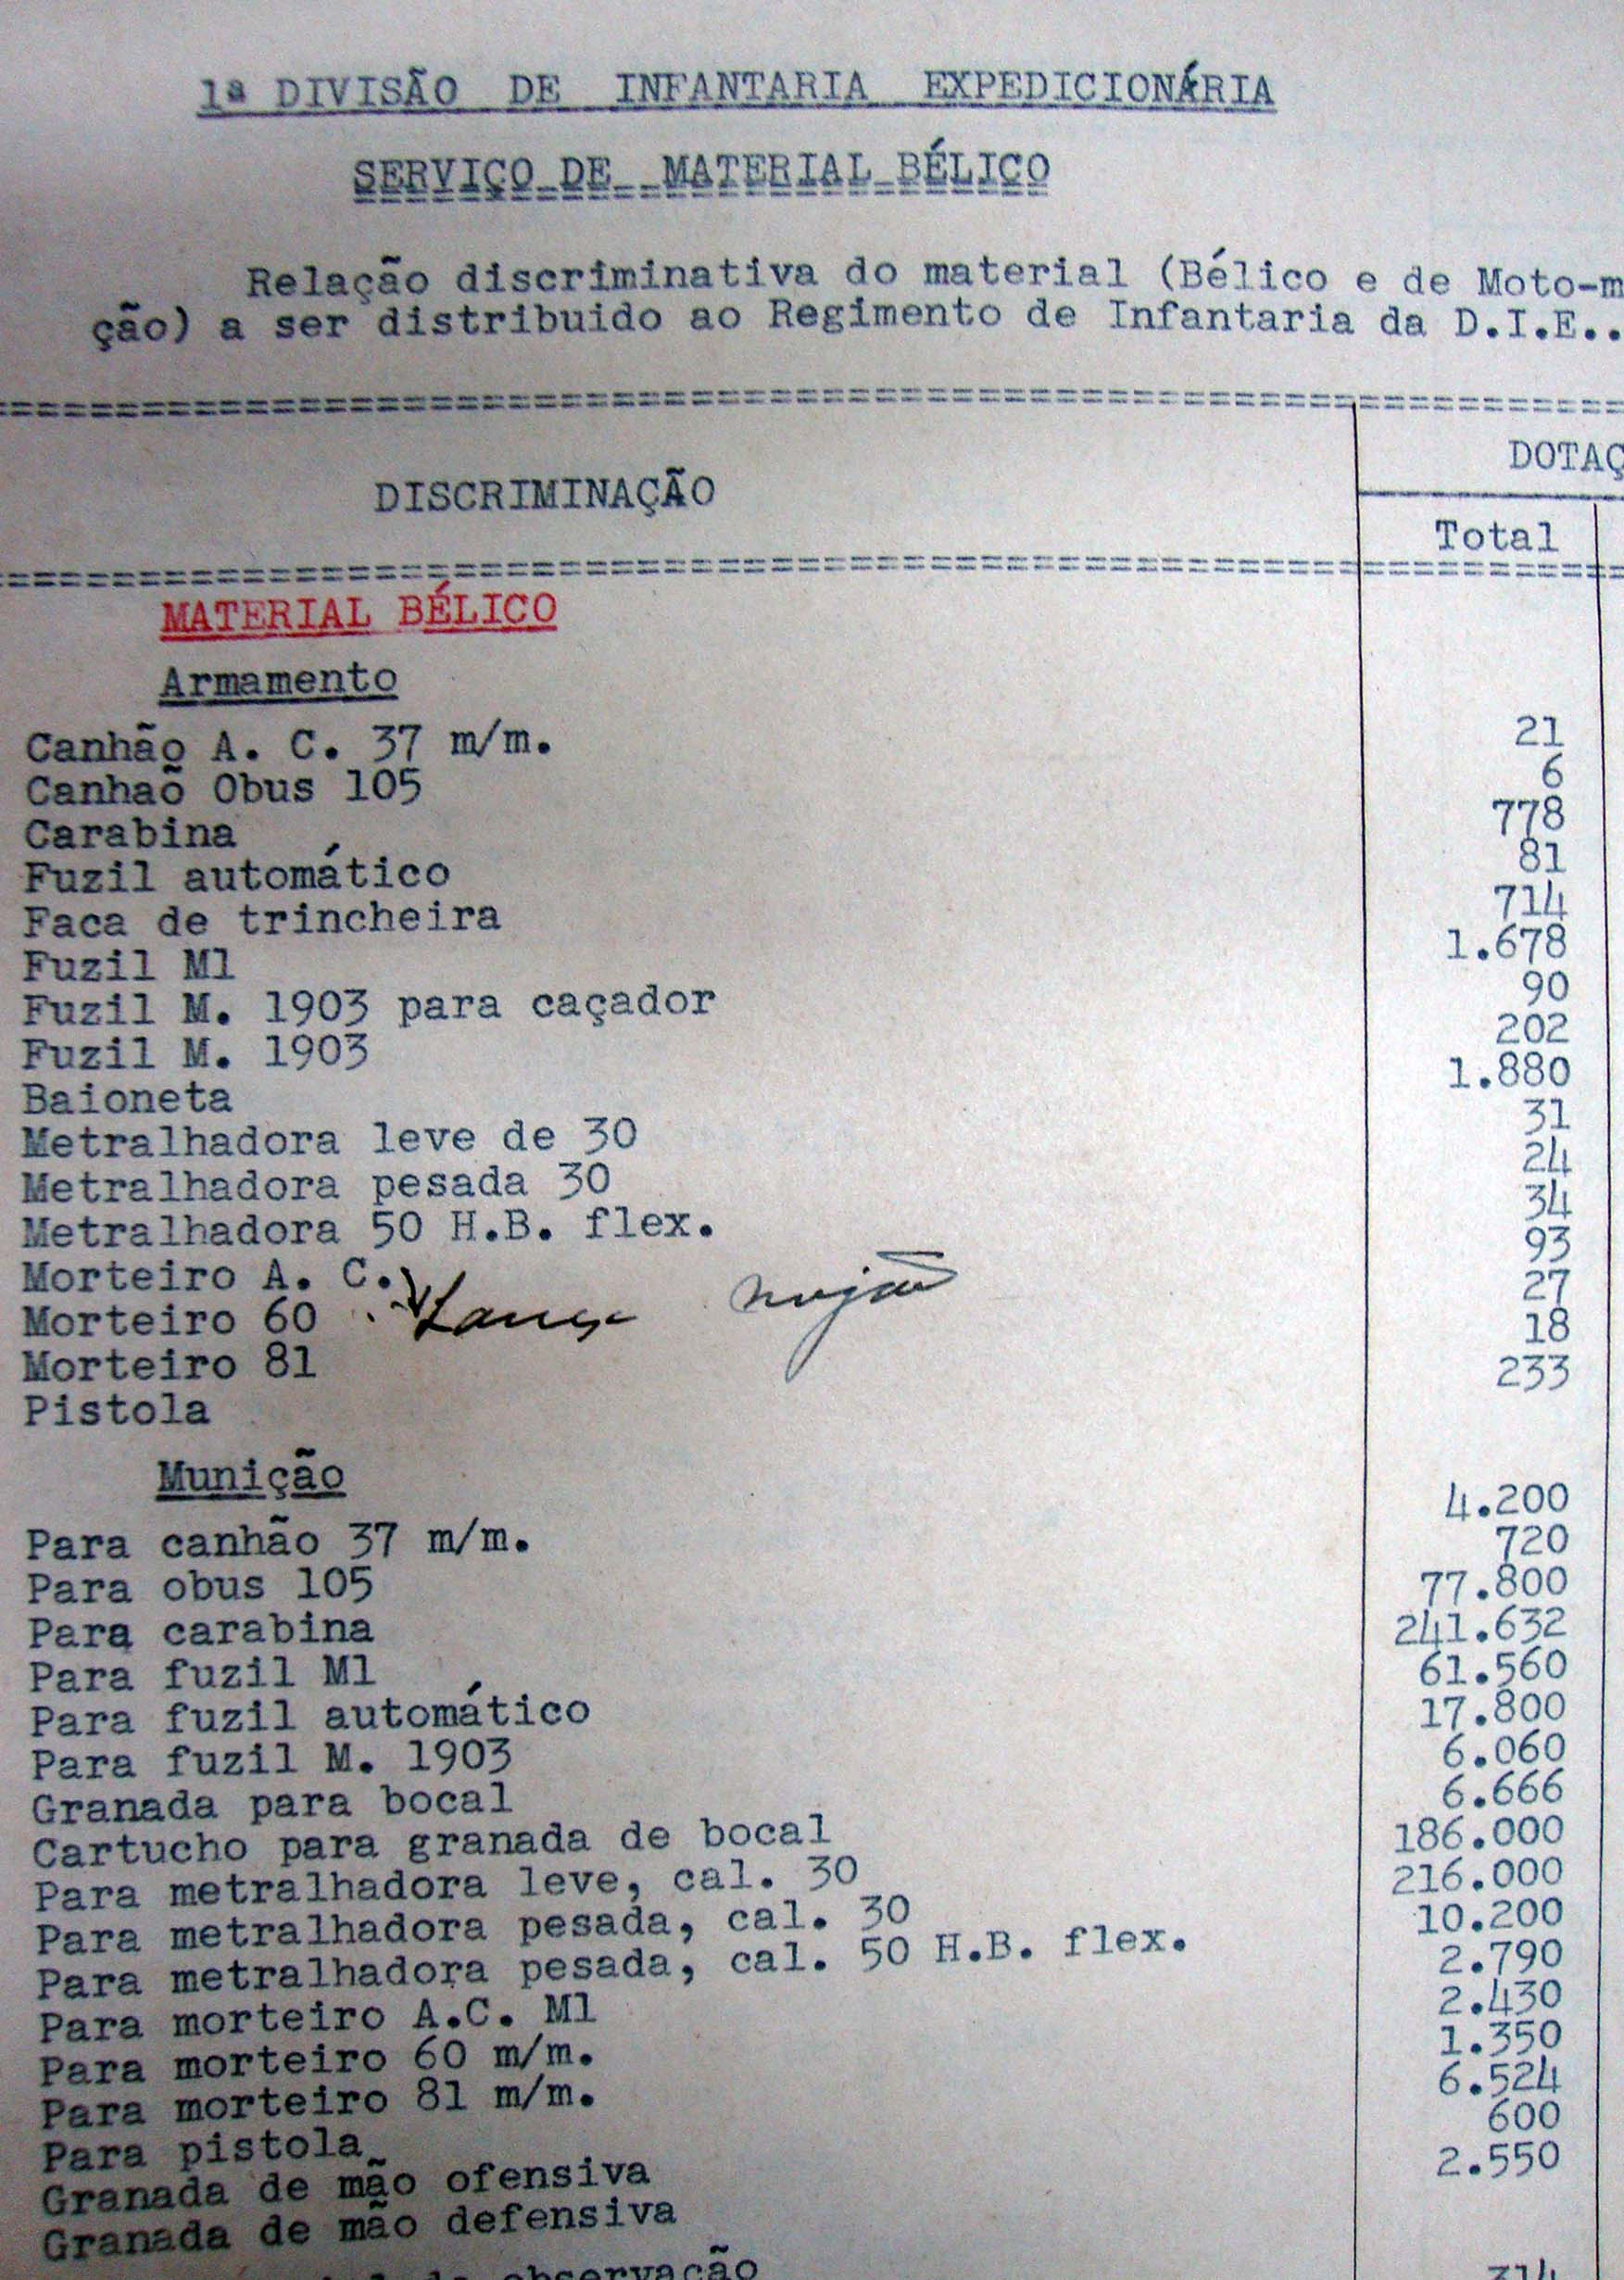 1ª DIVISÃO DE INFANTARIA EXPEDICIONÁRIA
SERVIÇO DE MATERIAL BÉLICO
Relação discriminativa do material (Bélico e de Moto-m
ção) a ser distribuido ao Regimento de Infantaria da D.I.E..
DISCRIMINAÇÃO
DOTAÇ
Total
MATERIAL BÉLICO
Armamento
Canhão A. C. 37 m/m. 21
Canhaõ Obus 105 6
Carabina 778
Fuzil automático 81
Faca de trincheira 714
Fuzil M1 1.678
Fuzil M. 1903 para caçador 90
Fuzil M. 1903 202
Baioneta 1.880
Metralhadora leve de 30 31
Metralhadora pesada 30 24
Metralhadora 50 H.B. flex. 34
Morteiro A. C. 93
Morteiro 60 27
Morteiro 81 18
Pistola 233
Munição
Para canhão 37 m/m. 4.200
Para obus 105 720
Para carabina 77.800
Para fuzil M1 241.632
Para fuzil automático 61.560
Para fuzil M. 1903 17.800
Granada para bocal 6.060
Cartucho para granada de bocal 6.666
Para metralhadora leve, cal. 30 186.000
Para metralhadora pesada, cal. 30 216.000
Para metralhadora pesada, cal. 50 H.B. flex. 10.200
Para morteiro A.C. M1 2.790
Para morteiro 60 m/m. 2.430
Para morteiro 81 m/m. 1.350
Para pistola 6.524
Granada de mão ofensiva 600
Granada de mão defensiva 2.550
observação 314